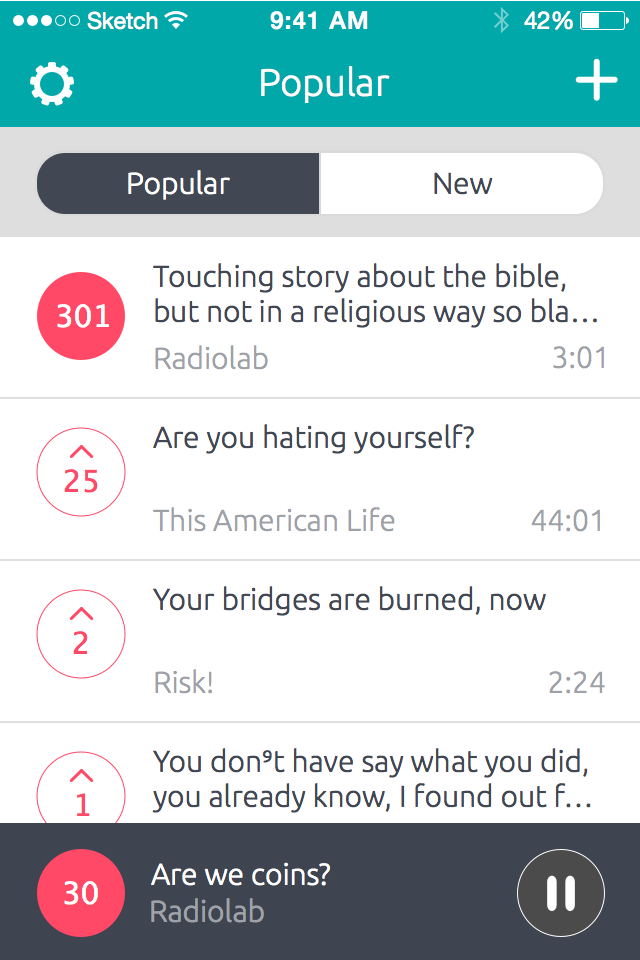 Sketch 9:41 AM 42%
Popular
Popular New
301 Touching story about the bible,
but not in a religious way so bla...
Radiolab 3:01
Are you hating yourself?
25
This American Life 44:01
Your bridges are burned, now
2
Risk! 2:24
You don⁹t have say what you did,
1 you already know, I found out f...
30 Are we coins?
Radiolab